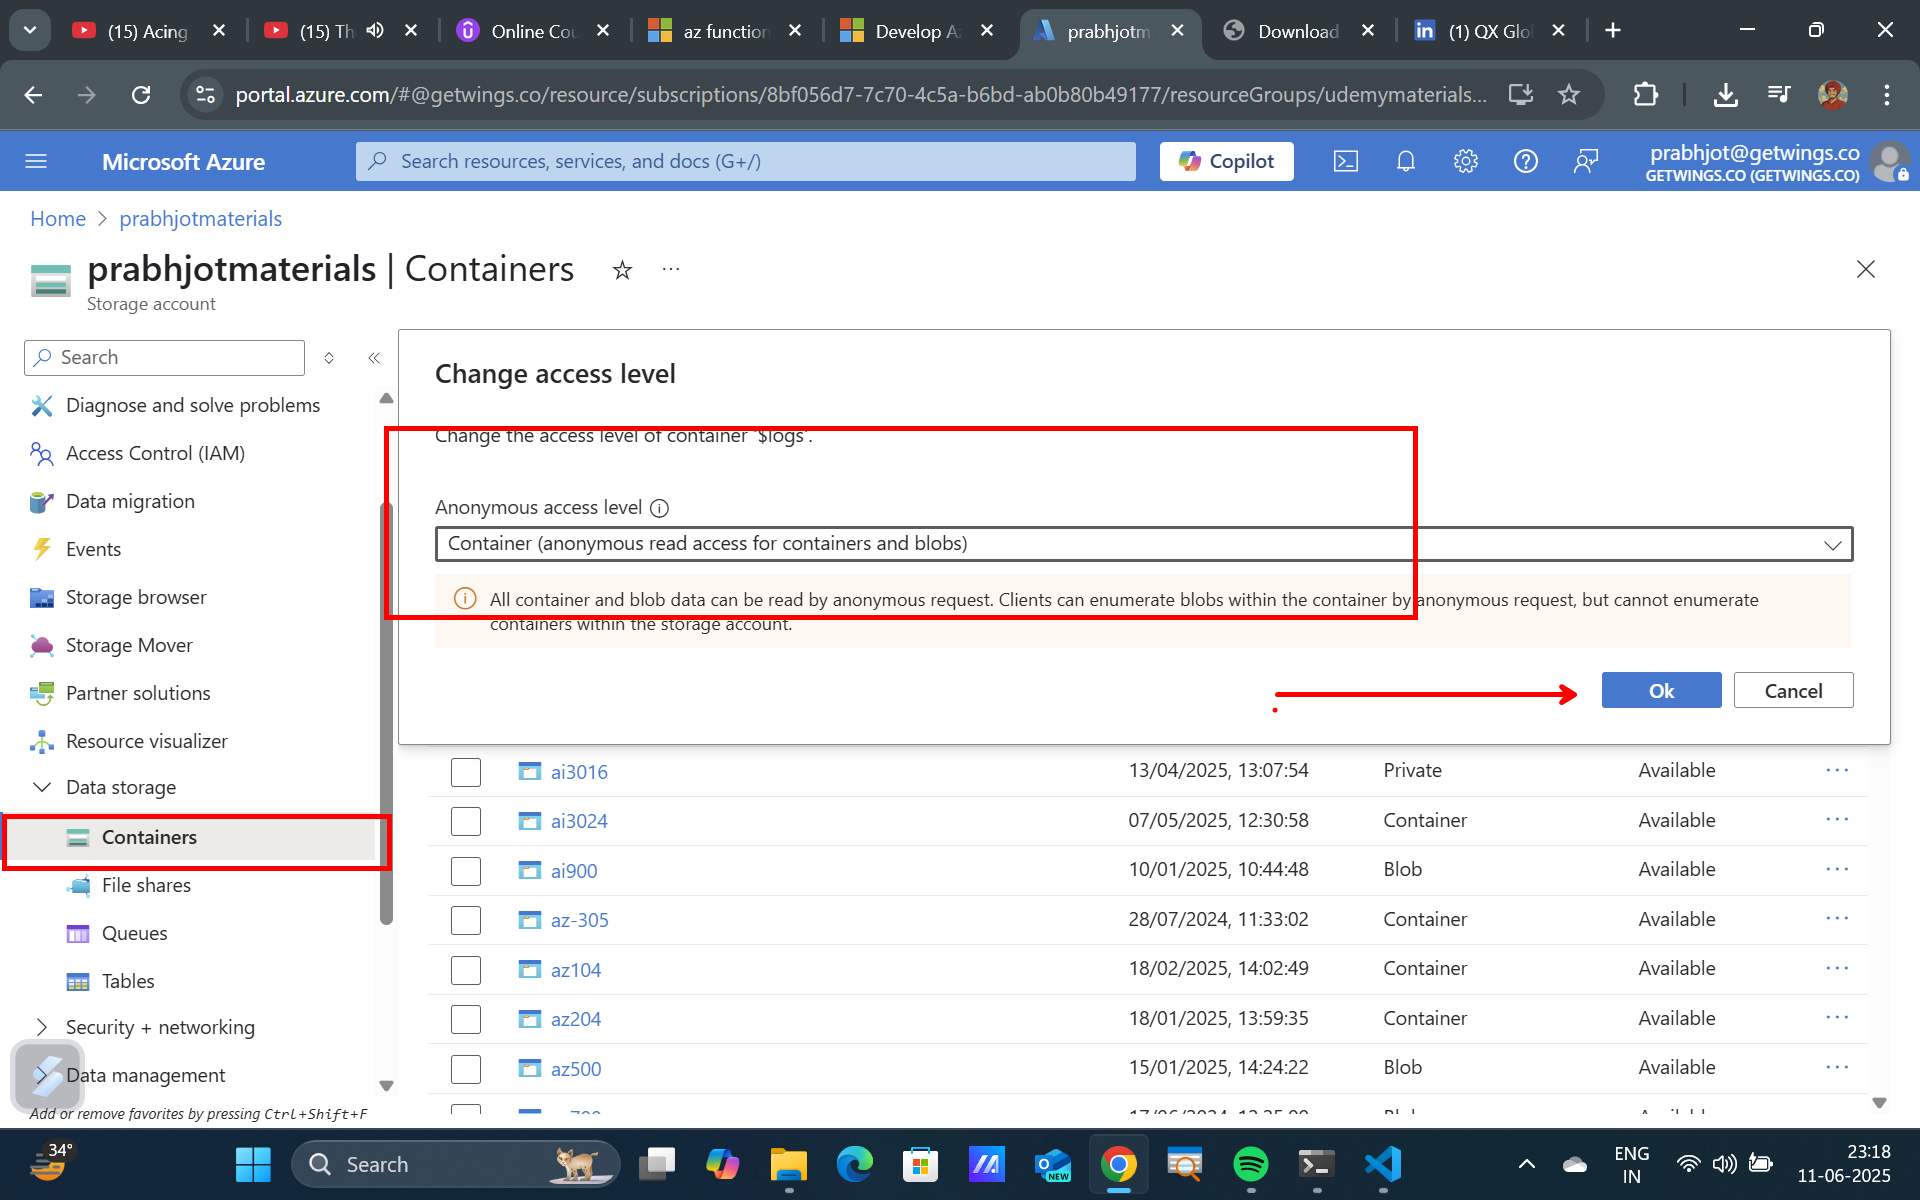 (15) Acing
(15) Th
Online Cou
az function
Develop A
prabhjotm
Download
(1) QX Glo
portal.azure.com/#@getwings.co/resource/subscriptions/8bf056d7-7c70-4c5a-b6bd-ab0b80b49177/resourceGroups/udemymaterials...
Microsoft Azure
Search resources, services, and docs (G+/)
Copilot
prabhjot@getwings.co
GETWINGS.CO (GETWINGS.CO)
Home > prabhjotmaterials
prabhjotmaterials | Containers
Storage account
Search
Diagnose and solve problems
Access Control (IAM)
Data migration
Events
Storage browser
Storage Mover
Partner solutions
Resource visualizer
Data storage
Containers
File shares
Queues
Tables
Security + networking
Data management
Add or remove favorites by pressing Ctrl+Shift+F
Change access level
Change the access level of container '$logs'.
Anonymous access level
Container (anonymous read access for containers and blobs)
All container and blob data can be read by anonymous request. Clients can enumerate blobs within the container by anonymous request, but cannot enumerate
containers within the storage account.
Ok
Cancel
ai3016 13/04/2025, 13:07:54 Private Available
ai3024 07/05/2025, 12:30:58 Container Available
ai900 10/01/2025, 10:44:48 Blob Available
az-305 28/07/2024, 11:33:02 Container Available
az104 18/02/2025, 14:02:49 Container Available
az204 18/01/2025, 13:59:35 Container Available
az500 15/01/2025, 14:24:22 Blob Available
34°
Search
NEW
ENG
IN
23:18
11-06-2025